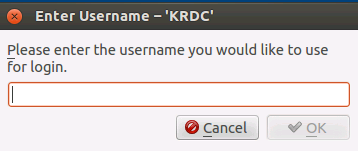 Enter Username – 'KRDC'
Please enter the username you would like to use
for login.
Cancel
OK